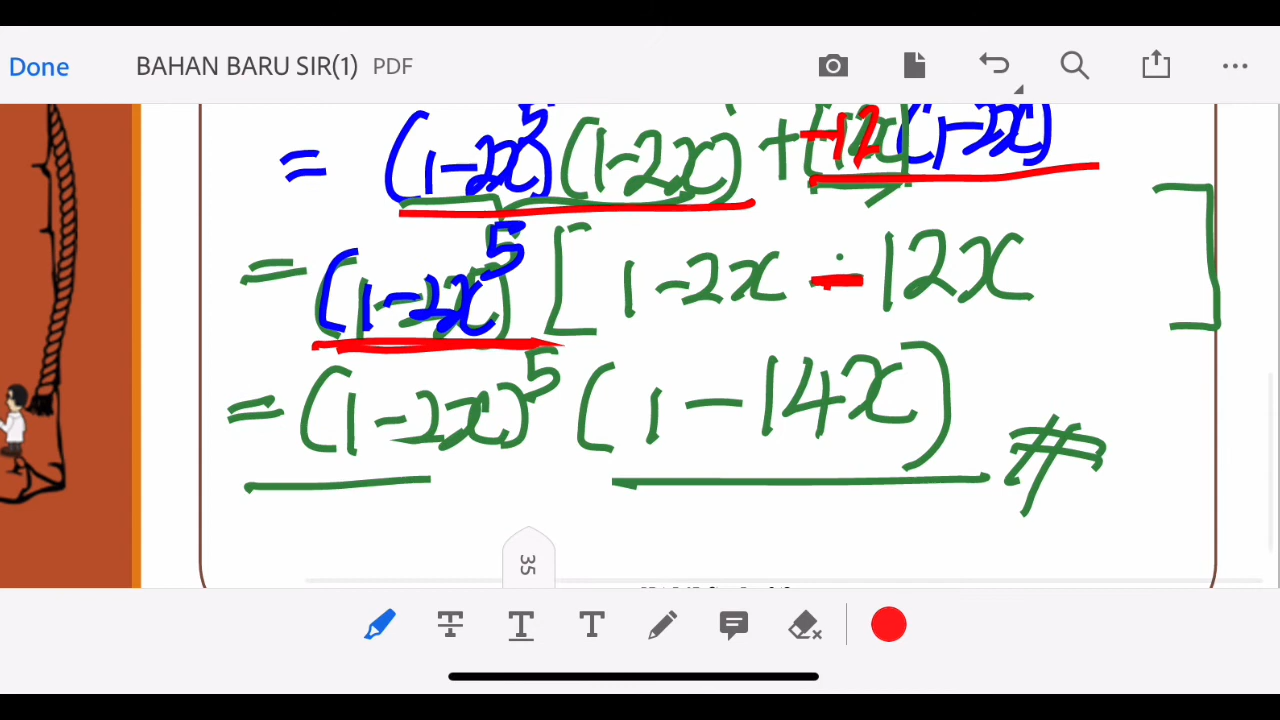 Done BAHAN BARU SIR(1) PDF
= (1-2x)⁵(1-2x) + -12x(1-2x)
= (1-2x)⁵ [ 1-2x - 12x ]
= (1-2x)⁵ (1 - 14x) #
35
T T T